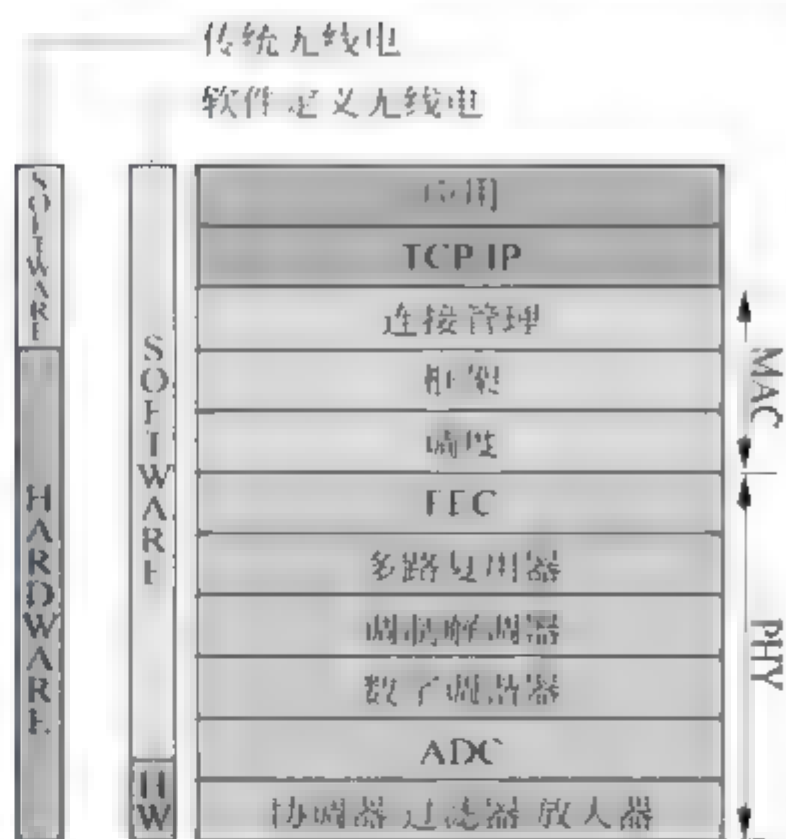 传统无线电
软件定义无线电
SOFTWARE
HARDWARE
SOFTWARE
HW
应用
TCP IP
连接管理
框架
调度
FEC
多路复用器
调制解调器
数字调谐器
ADC
协调器 过滤器 放大器
MAC
PHY